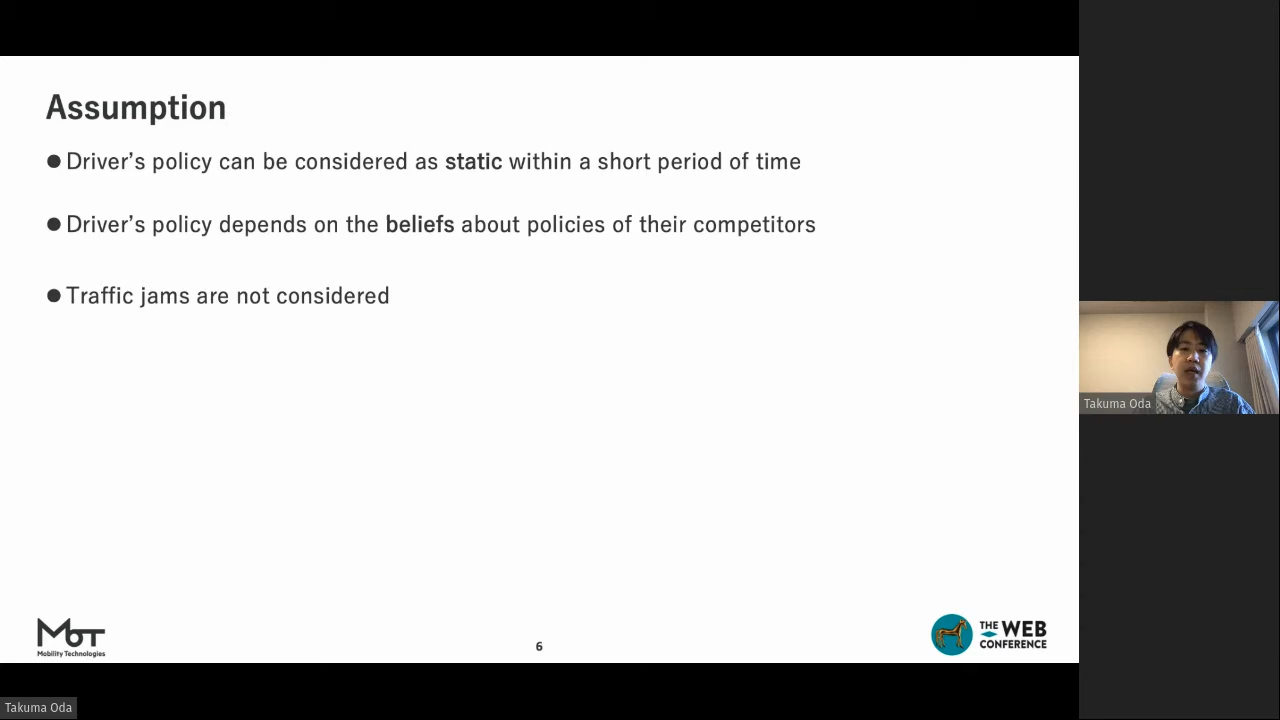 Assumption
● Driver’s policy can be considered as static within a short period of time
● Driver’s policy depends on the beliefs about policies of their competitors
● Traffic jams are not considered
Takuma Oda
MoT
Mobility Technologies
6
THE WEB
CONFERENCE
Takuma Oda